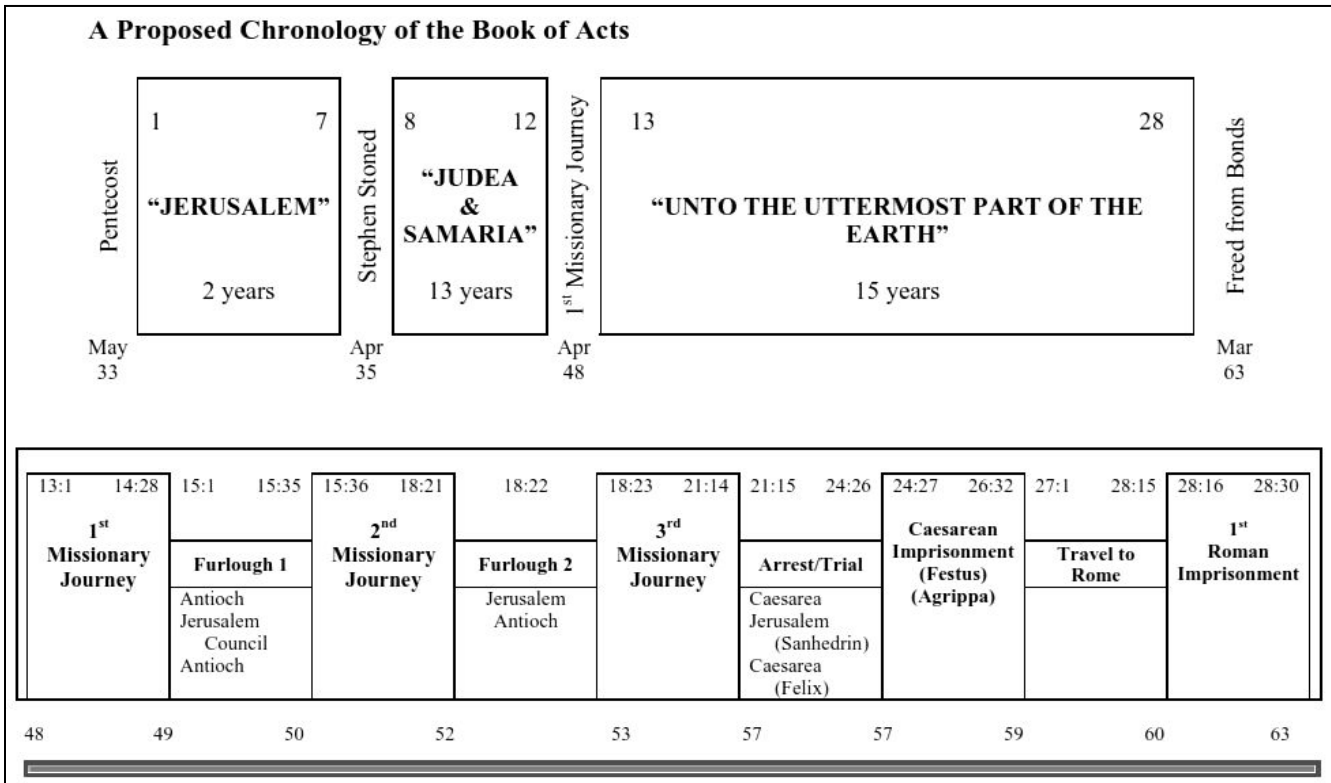 A Proposed Chronology of the Book of Acts
Pentecost
1 7
“JERUSALEM”
2 years
Stephen Stoned
8 12
“JUDEA
&
SAMARIA”
13 years
1st Missionary Journey
13 28
“UNTO THE UTTERMOST PART OF THE
EARTH”
15 years
Freed from Bonds
May
33
Apr
35
Apr
48
Mar
63
13:1 14:28
1st
Missionary
Journey
15:1 15:35
Furlough 1
Antioch
Jerusalem
Council
Antioch
15:36 18:21
2nd
Missionary
Journey
18:22
Furlough 2
Jerusalem
Antioch
18:23 21:14
3rd
Missionary
Journey
21:15 24:26
Arrest/Trial
Caesarea
Jerusalem
(Sanhedrin)
Caesarea
(Felix)
24:27 26:32
Caesarean
Imprisonment
(Festus)
(Agrippa)
27:1 28:15
Travel to
Rome
28:16 28:30
1st
Roman
Imprisonment
48 49 50 52 53 57 57 59 60 63